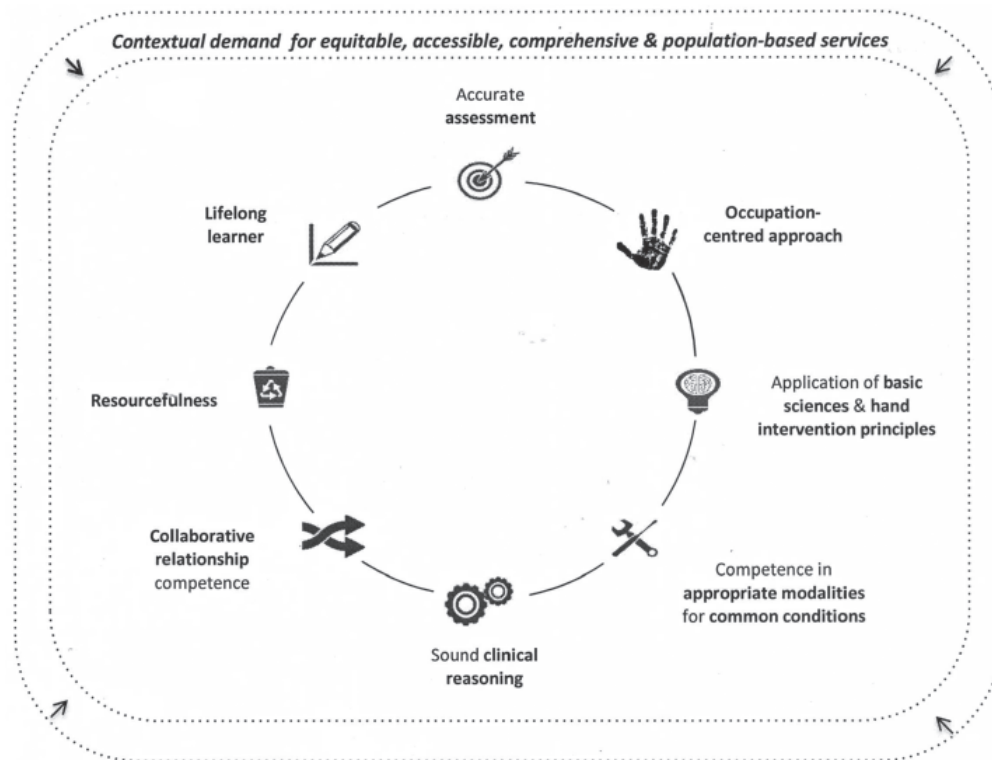 Contextual demand for equitable, accessible, comprehensive & population-based services
Accurate
assessment
Occupation-
centred approach
Application of basic
sciences & hand
intervention principles
Competence in
appropriate modalities
for common conditions
Sound clinical
reasoning
Collaborative
relationship
competence
Resourcefulness
Lifelong
learner